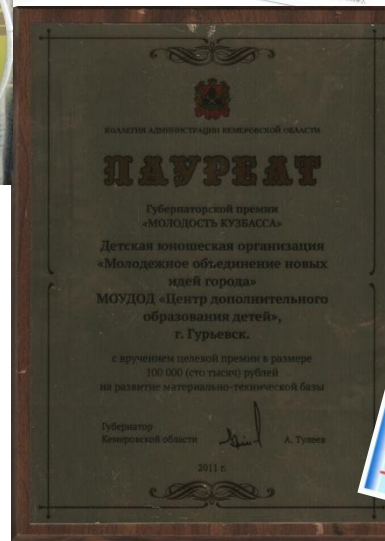 КОЛЛЕГИЯ АДМИНИСТРАЦИИ КЕМЕРОВСКОЙ ОБЛАСТИ
ЛАУРЕАТ
Губернаторской премии
«МОЛОДОСТЬ КУЗБАССА»
Детская юношеская организация
«Молодежное объединение новых
идей города»
МОУДОД «Центр дополнительного
образования детей»,
г. Гурьевск.
с вручением целевой премии в размере
100 000 (сто тысяч) рублей
на развитие материально-технической базы
Губернатор
Кемеровской области А. Тулеев
2011 г.